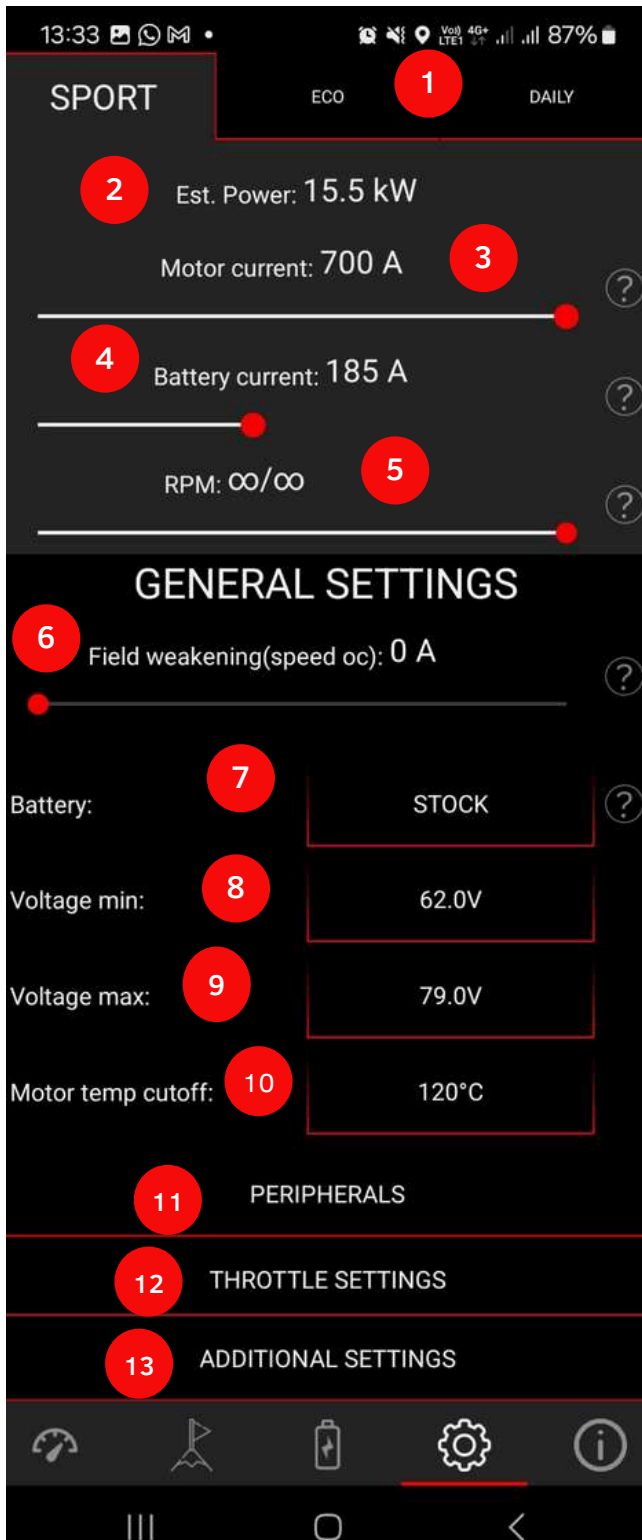 13:33 Vo)) LTE1 4G+ 87%
SPORT ECO 1 DAILY
2 Est. Power: 15.5 kW
Motor current: 700 A 3
?
4 Battery current: 185 A
?
RPM: ∞/∞ 5
?
GENERAL SETTINGS
6 Field weakening(speed oc): 0 A
?
Battery: 7 STOCK ?
Voltage min: 8 62.0V
Voltage max: 9 79.0V
Motor temp cutoff: 10 120°C
11 PERIPHERALS
12 THROTTLE SETTINGS
13 ADDITIONAL SETTINGS